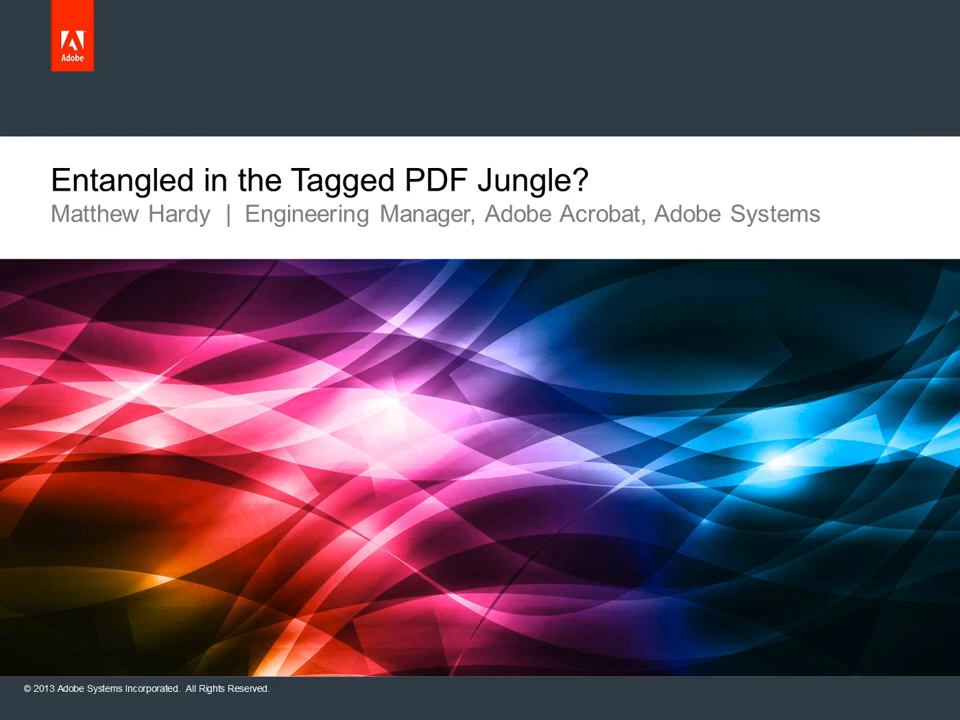 Adobe
Entangled in the Tagged PDF Jungle?
Matthew Hardy | Engineering Manager, Adobe Acrobat, Adobe Systems
© 2013 Adobe Systems Incorporated. All Rights Reserved.